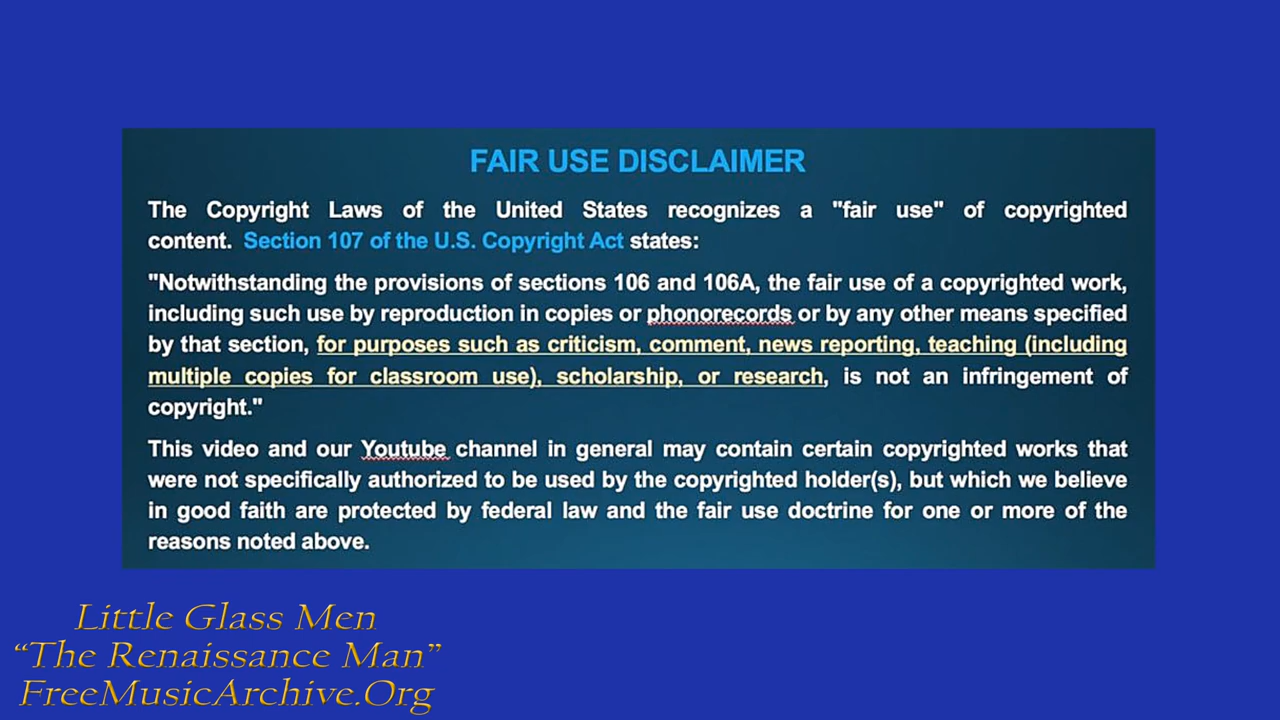 FAIR USE DISCLAIMER
The Copyright Laws of the United States recognizes a "fair use" of copyrighted
content. Section 107 of the U.S. Copyright Act states:
"Notwithstanding the provisions of sections 106 and 106A, the fair use of a copyrighted work,
including such use by reproduction in copies or phonorecords or by any other means specified
by that section, for purposes such as criticism, comment, news reporting, teaching (including
multiple copies for classroom use), scholarship, or research, is not an infringement of
copyright."
This video and our Youtube channel in general may contain certain copyrighted works that
were not specifically authorized to be used by the copyrighted holder(s), but which we believe
in good faith are protected by federal law and the fair use doctrine for one or more of the
reasons noted above.
Little Glass Men
“The Renaissance Man”
FreeMusicArchive.Org